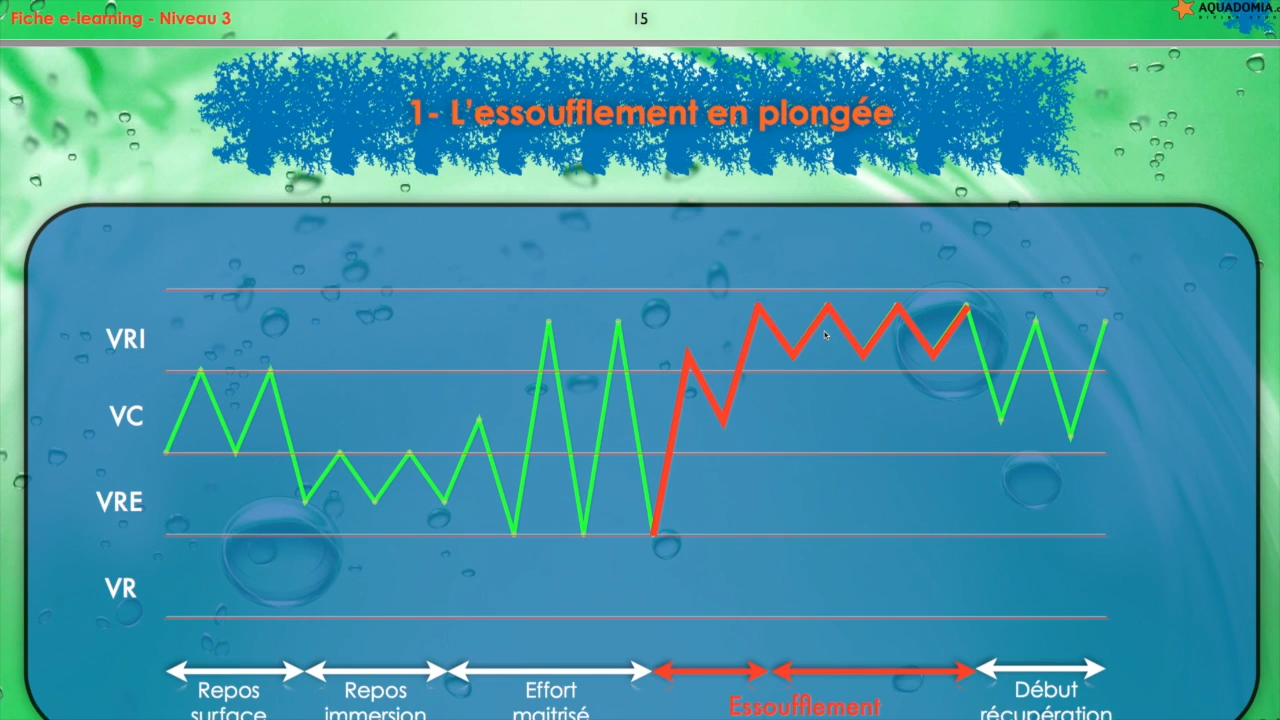 Fiche e-learning - Niveau 3
15
AQUADOMIA.c
1- L’essoufflement en plongée
VRI
VC
VRE
VR
Repos surface
Repos immersion
Effort maitrisé
Essoufflement
Début récupération